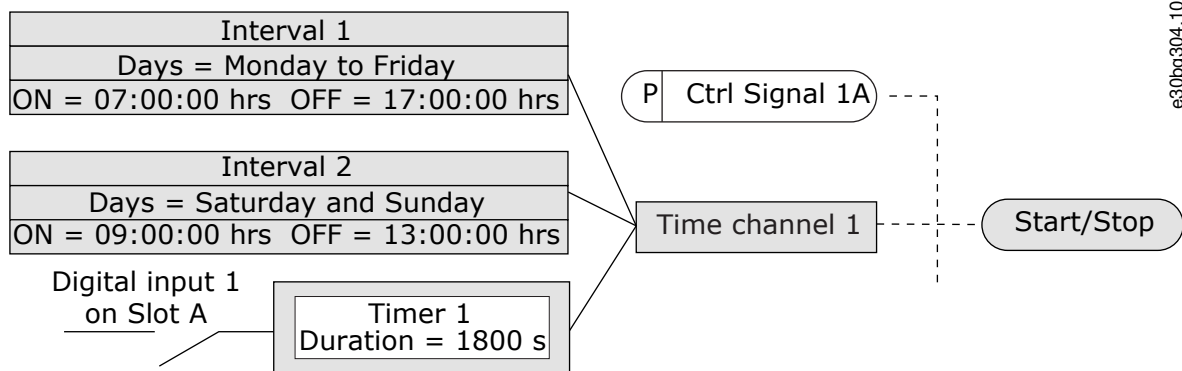 Interval 1
Days = Monday to Friday
ON = 07:00:00 hrs OFF = 17:00:00 hrs
P Ctrl Signal 1A
Interval 2
Days = Saturday and Sunday
ON = 09:00:00 hrs OFF = 13:00:00 hrs
Time channel 1
Start/Stop
Digital input 1
on Slot A
Timer 1
Duration = 1800 s
e30bg304.10